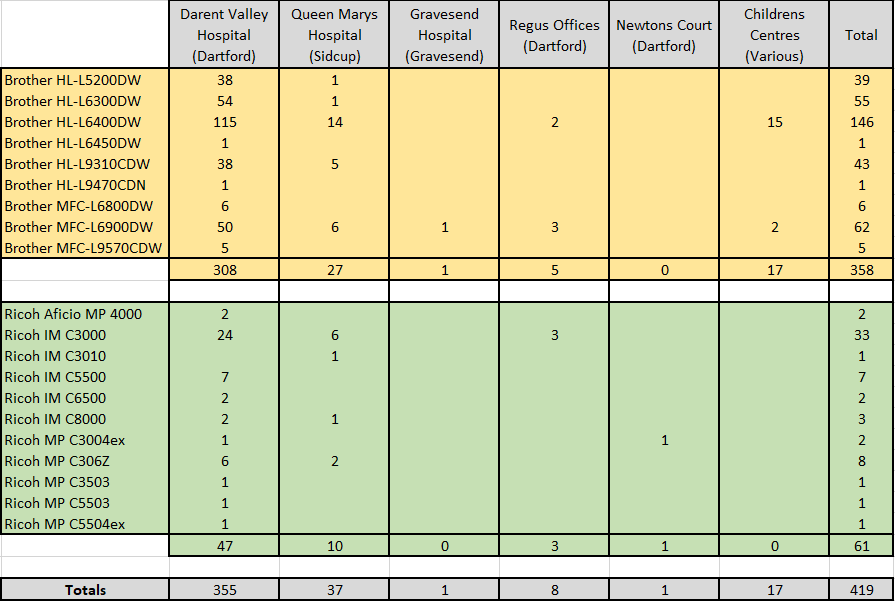 Darent Valley Hospital (Dartford) Queen Marys Hospital (Sidcup) Gravesend Hospital (Gravesend) Regus Offices (Dartford) Newtons Court (Dartford) Childrens Centres (Various) Total
Brother HL-L5200DW 38 1 39
Brother HL-L6300DW 54 1 55
Brother HL-L6400DW 115 14 2 15 146
Brother HL-L6450DW 1 1
Brother HL-L9310CDW 38 5 43
Brother HL-L9470CDN 1 1
Brother MFC-L6800DW 6 6
Brother MFC-L6900DW 50 6 1 3 2 62
Brother MFC-L9570CDW 5 5
308 27 1 5 0 17 358
Ricoh Aficio MP 4000 2 2
Ricoh IM C3000 24 6 3 33
Ricoh IM C3010 1 1
Ricoh IM C5500 7 7
Ricoh IM C6500 2 2
Ricoh IM C8000 2 1 3
Ricoh MP C3004ex 1 1 2
Ricoh MP C306Z 6 2 8
Ricoh MP C3503 1 1
Ricoh MP C5503 1 1
Ricoh MP C5504ex 1 1
47 10 0 3 1 0 61
Totals 355 37 1 8 1 17 419